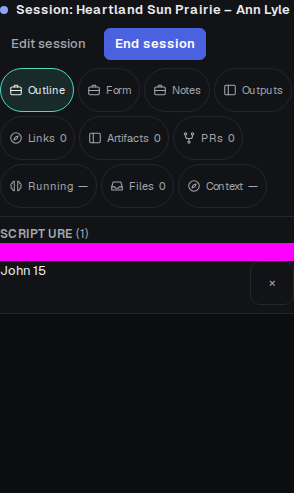 Session: Heartland Sun Prairie – Ann Lyle
Edit session
End session
Outline
Form
Notes
Outputs
Links 0
Artifacts 0
PRs 0
Running —
Files 0
Context —
SCRIPTURE (1)
John 15
×